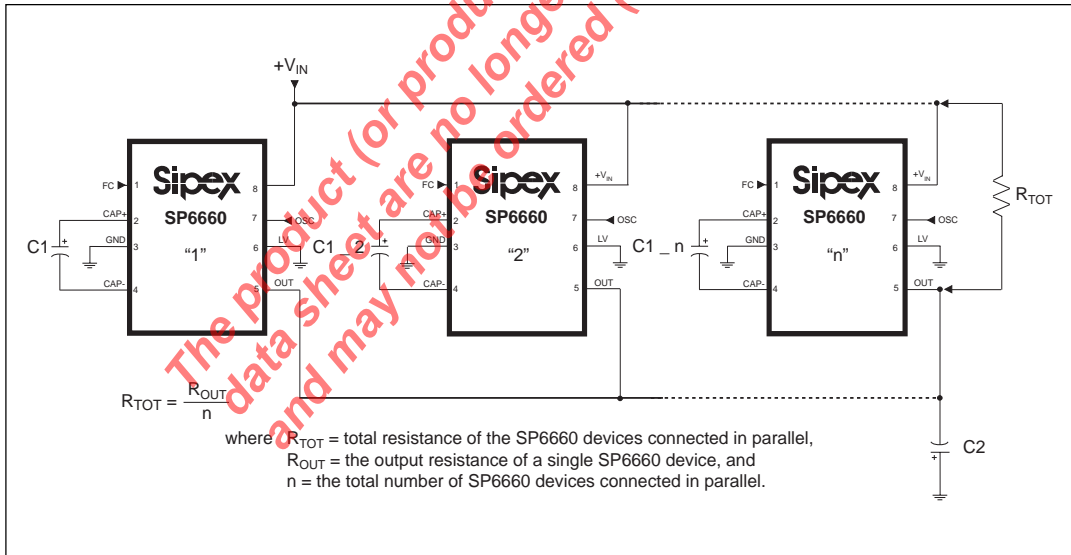 +VIN
Sipex
SP6660
"1"
FC
1
CAP+
2
GND
3
CAP-
4
8
7
OSC
6
LV
5
OUT
C1
Sipex
SP6660
"2"
FC
1
CAP+
2
GND
3
CAP-
4
+VIN
8
7
OSC
LV
6
OUT
5
C1_2
Sipex
SP6660
"n"
FC
1
CAP+
2
GND
3
CAP-
4
+VIN
8
7
OSC
LV
6
OUT
5
C1_n
RTOT
C2
RTOT = ROUT
n
where RTOT = total resistance of the SP6660 devices connected in parallel,
ROUT = the output resistance of a single SP6660 device, and
n = the total number of SP6660 devices connected in parallel.
The product (or produ
data sheet are no longe
and may not be ordered (